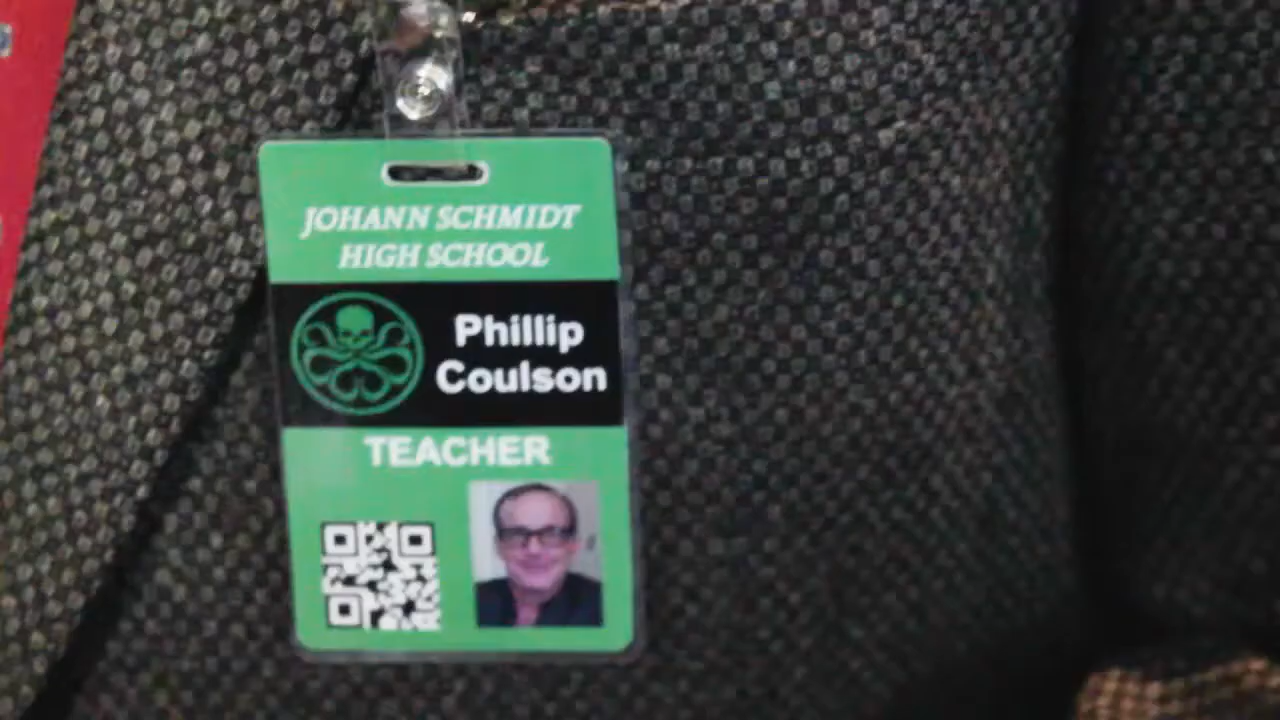 JOHANN SCHMIDT
HIGH SCHOOL
Phillip
Coulson
TEACHER